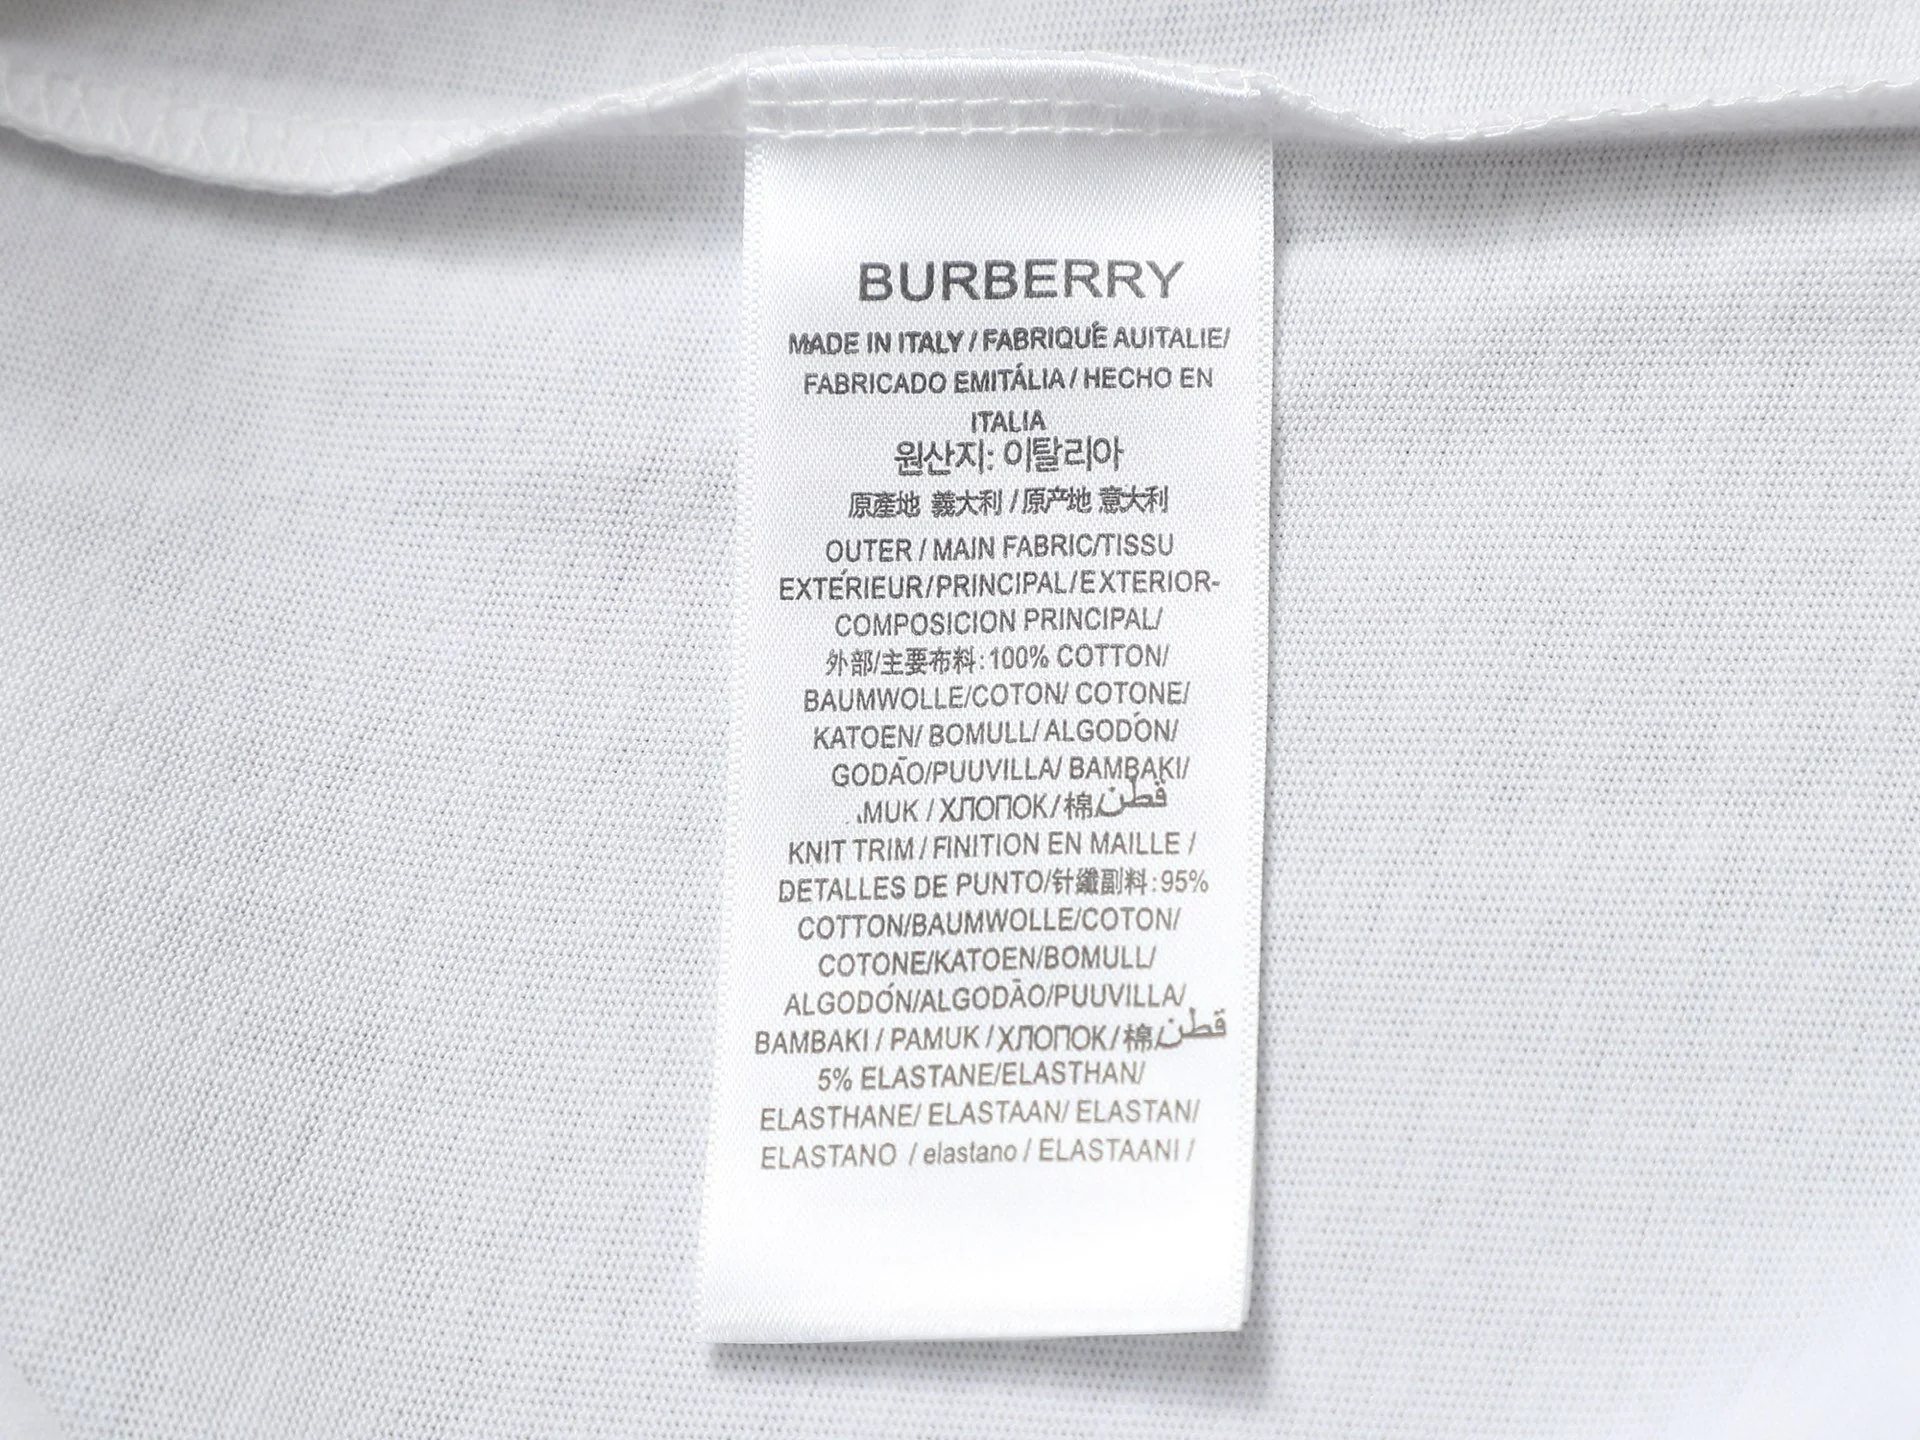 BURBERRY
MADE IN ITALY / FABRIQUÉ AUITALIE/
FABRICADO EMITÁLIA / HECHO EN
ITALIA
원산지: 이탈리아
原產地 義大利 / 原产地 意大利
OUTER / MAIN FABRIC/TISSU
EXTÉRIEUR/PRINCIPAL/EXTERIOR-
COMPOSICION PRINCIPAL/
外部/主要布料:100% COTTON/
BAUMWOLLE/COTON/ COTONE/
KATOEN/ BOMULL/ ALGODÓN/
GODÃO/PUUVILLA/ BAMBAKI/
.MUK / ХЛОПОК/棉/قطن
KNIT TRIM / FINITION EN MAILLE /
DETALLES DE PUNTO/针纖副料:95%
COTTON/BAUMWOLLE/COTON/
COTONE/KATOEN/BOMULL/
ALGODÓN/ALGODÃO/PUUVILLA/
BAMBAKI / PAMUK / ХЛОПОК/棉/قطن
5% ELASTANE/ELASTHAN/
ELASTHANE/ ELASTAAN/ ELASTAN/
ELASTANO / elastano / ELASTAANI /